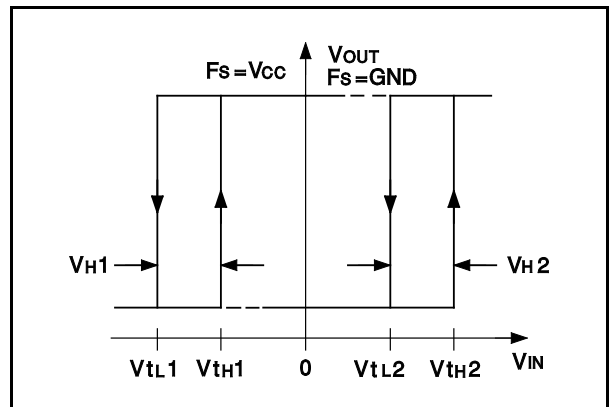 VOUT
FS=VCC FS=GND
VH1 VH2
VtL1 VtH1 0 VtL2 VtH2 VIN